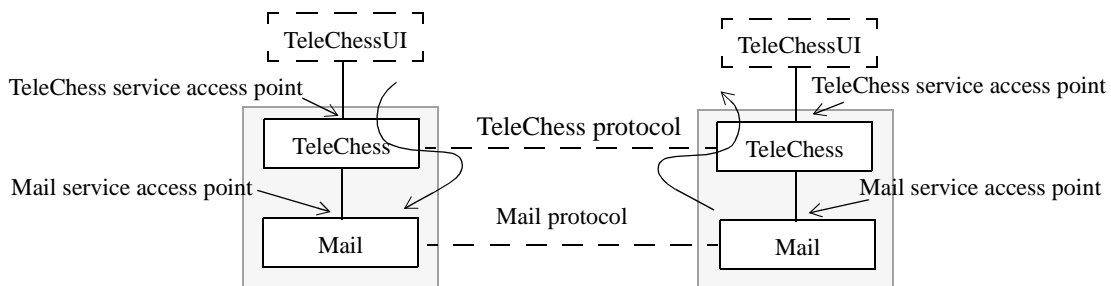 TeleChessUI
TeleChessUI
TeleChess service access point
TeleChess service access point
TeleChess protocol
TeleChess
TeleChess
Mail service access point
Mail service access point
Mail protocol
Mail
Mail